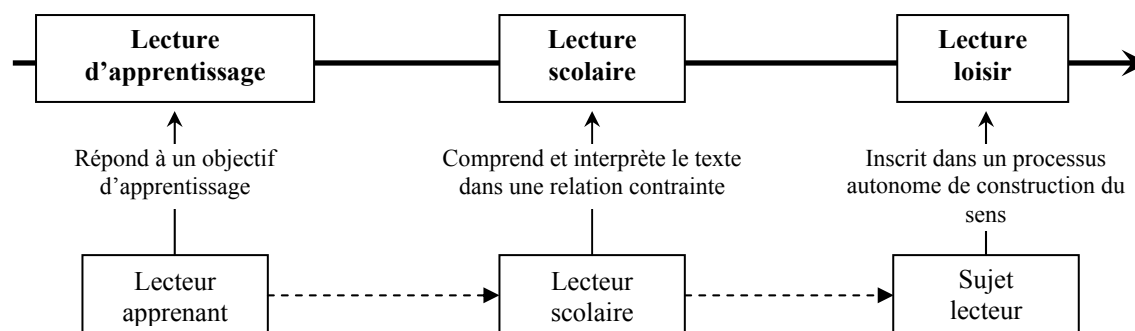 Lecture
d’apprentissage
Lecture
scolaire
Lecture
loisir
Répond à un objectif
d’apprentissage
Comprend et interprète le texte
dans une relation contrainte
Inscrit dans un processus
autonome de construction du
sens
Lecteur
apprenant
Lecteur
scolaire
Sujet
lecteur